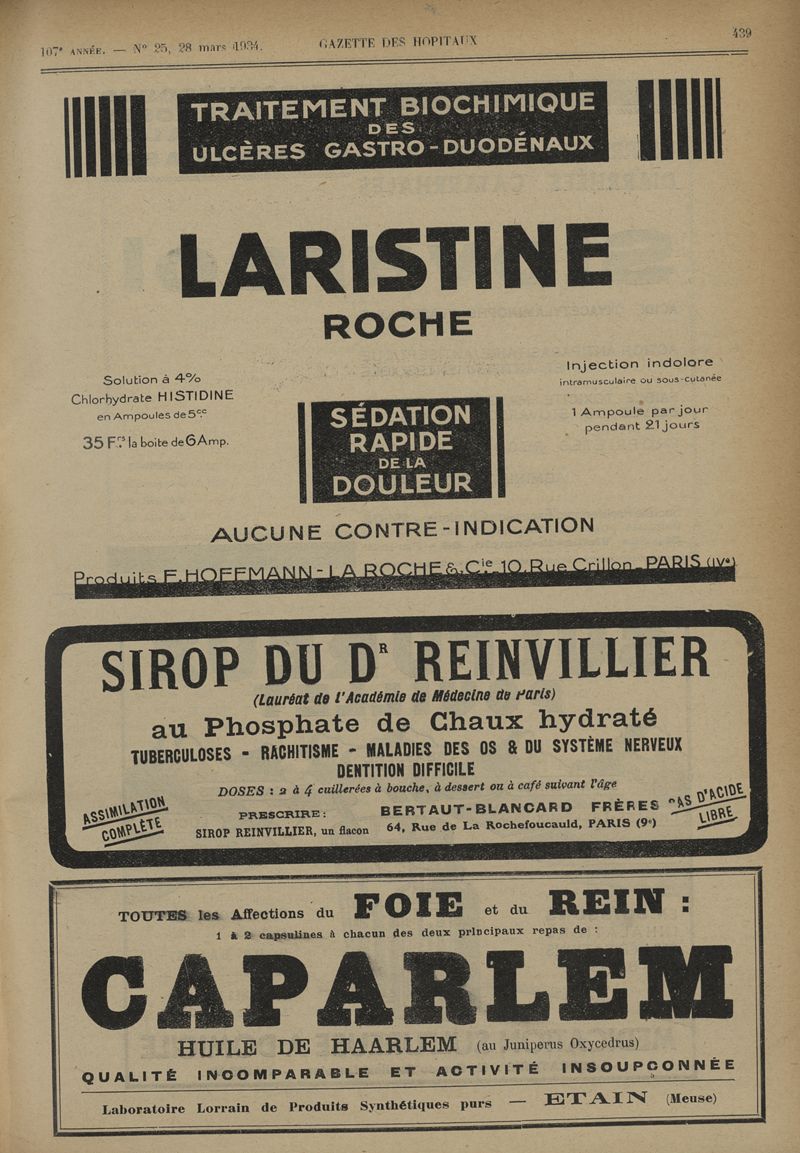 107e ANNÉE. — No 25, 28 mars 1934.
GAZETTE DES HOPITAUX
439
TRAITEMENT BIOCHIMIQUE
DES
ULCÈRES GASTRO-DUODÉNAUX
LARISTINE
ROCHE
Solution à 4%
Chlorhydrate HISTIDINE
en Ampoules de 5cc.
35 Frs. la boite de 6 Amp.
SÉDATION
RAPIDE
DE LA
DOULEUR
Injection indolore
intramusculaire ou sous-cutanée
1 Ampoule par jour
pendant 21 jours
AUCUNE CONTRE-INDICATION
Produits F. HOFFMANN-LA ROCHE & Cie. 10. Rue Crillon_PARIS (IVe)
SIROP DU DR REINVILLIER
(Lauréat de l'Académie de Médecine de Paris)
au Phosphate de Chaux hydraté
TUBERCULOSES - RACHITISME - MALADIES DES OS & DU SYSTÈME NERVEUX
DENTITION DIFFICILE
DOSES : 2 à 4 cuillerées à bouche, à dessert ou à café suivant l'âge
ASSIMILATION
COMPLÈTE
PRESCRIRE :
SIROP REINVILLIER, un flacon
BERTAUT-BLANCARD FRÈRES
64, Rue de La Rochefoucauld, PARIS (9e)
PAS D'ACIDE
LIBRE
TOUTES les Affections du FOIE et du REIN :
1 à 2 capsulines à chacun des deux principaux repas de :
CAPARLEM
HUILE DE HAARLEM (au Juniperus Oxycedrus)
QUALITÉ INCOMPARABLE ET ACTIVITÉ INSOUPÇONNÉE
Laboratoire Lorrain de Produits Synthétiques purs — ETAIN (Meuse)